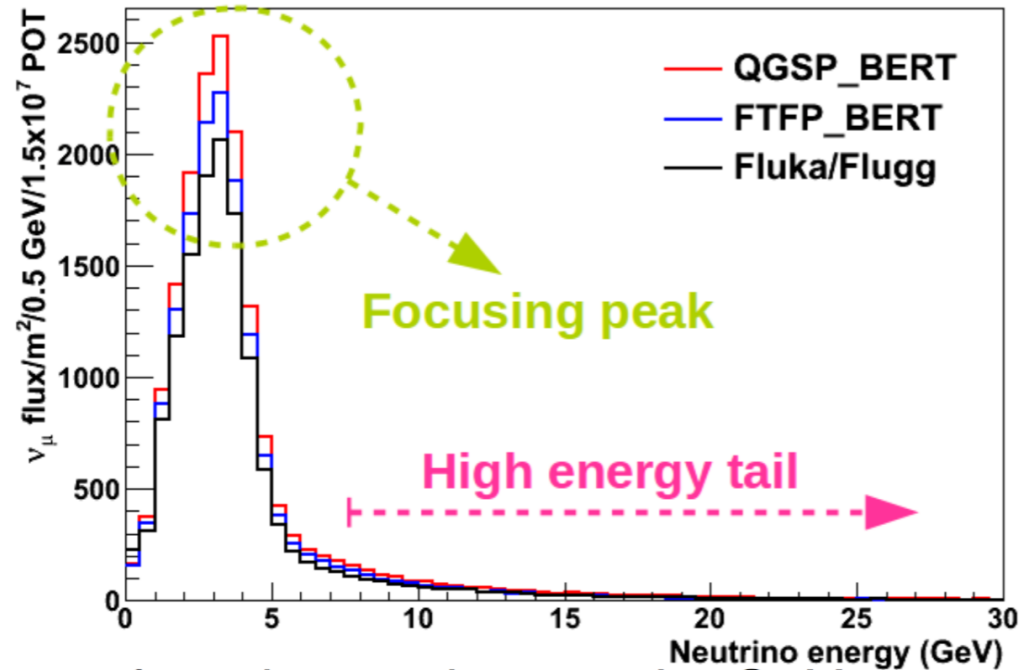 ν_μ flux/m²/0.5 GeV/1.5x10⁷ POT
2500
2000
1500
1000
500
0
QGSP_BERT
FTFP_BERT
Fluka/Flugg
Focusing peak
High energy tail
0 5 10 15 20 25 30
Neutrino energy (GeV)